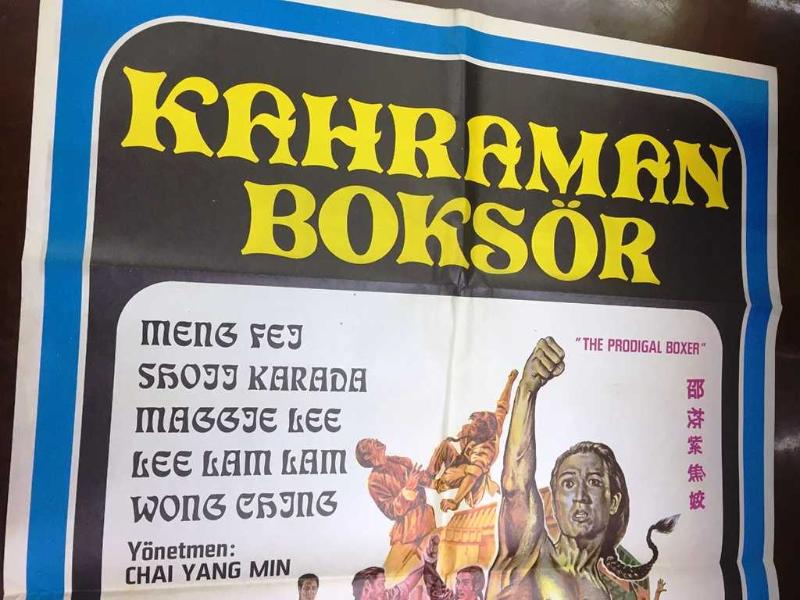 KAHRAMAN
BOKSÖR
MENG FEI
SHOJI KARADA
MAGGIE LEE
LEE LAM LAM
WONG CHING
Yönetmen:
CHAI YANG MIN
"THE PRODIGAL BOXER"